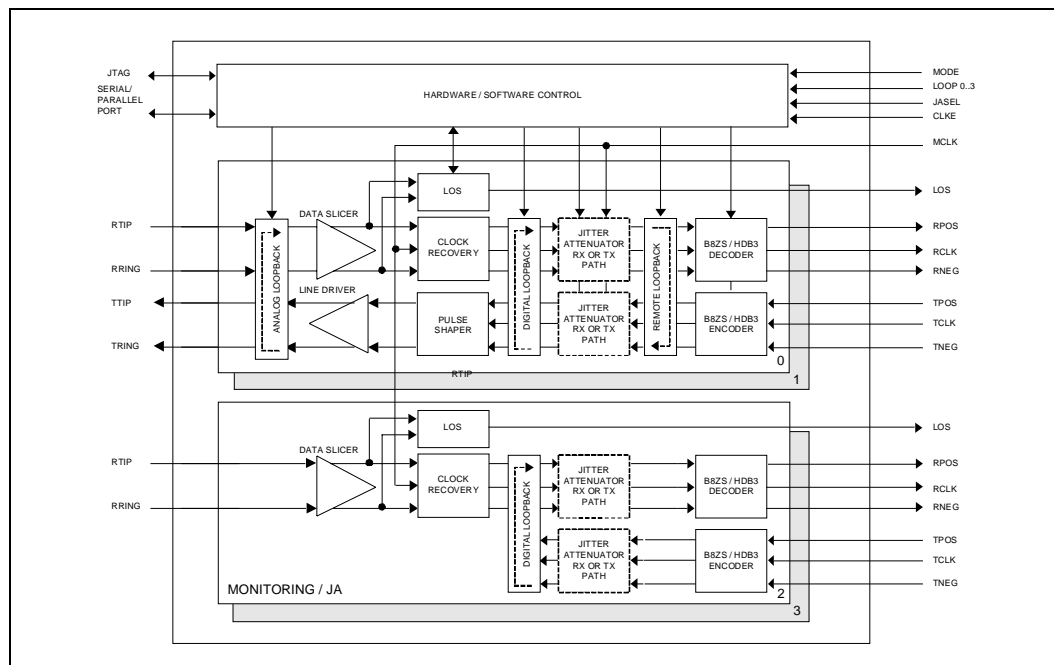 JTAG
SERIAL/
PARALLEL
PORT
HARDWARE / SOFTWARE CONTROL
MODE
LOOP 0..3
JASEL
CLKE
MCLK
LOS
LOS
RTIP
DATA SLICER
CLOCK
RECOVERY
JITTER
ATTENUATOR
RX OR TX
PATH
B8ZS / HDB3
DECODER
RPOS
RCLK
RNEG
RRING
ANALOG LOOPBACK
DIGITAL LOOPBACK
REMOTE LOOPBACK
TTIP
LINE DRIVER
PULSE
SHAPER
JITTER
ATTENUATOR
RX OR TX
PATH
B8ZS / HDB3
ENCODER
TPOS
TCLK
TNEG
TRING
0
RTIP
1
LOS
LOS
RTIP
DATA SLICER
CLOCK
RECOVERY
JITTER
ATTENUATOR
RX OR TX
PATH
B8ZS / HDB3
DECODER
RPOS
RCLK
RNEG
RRING
DIGITAL LOOPBACK
JITTER
ATTENUATOR
RX OR TX
PATH
B8ZS / HDB3
ENCODER
TPOS
TCLK
TNEG
MONITORING / JA
2
3